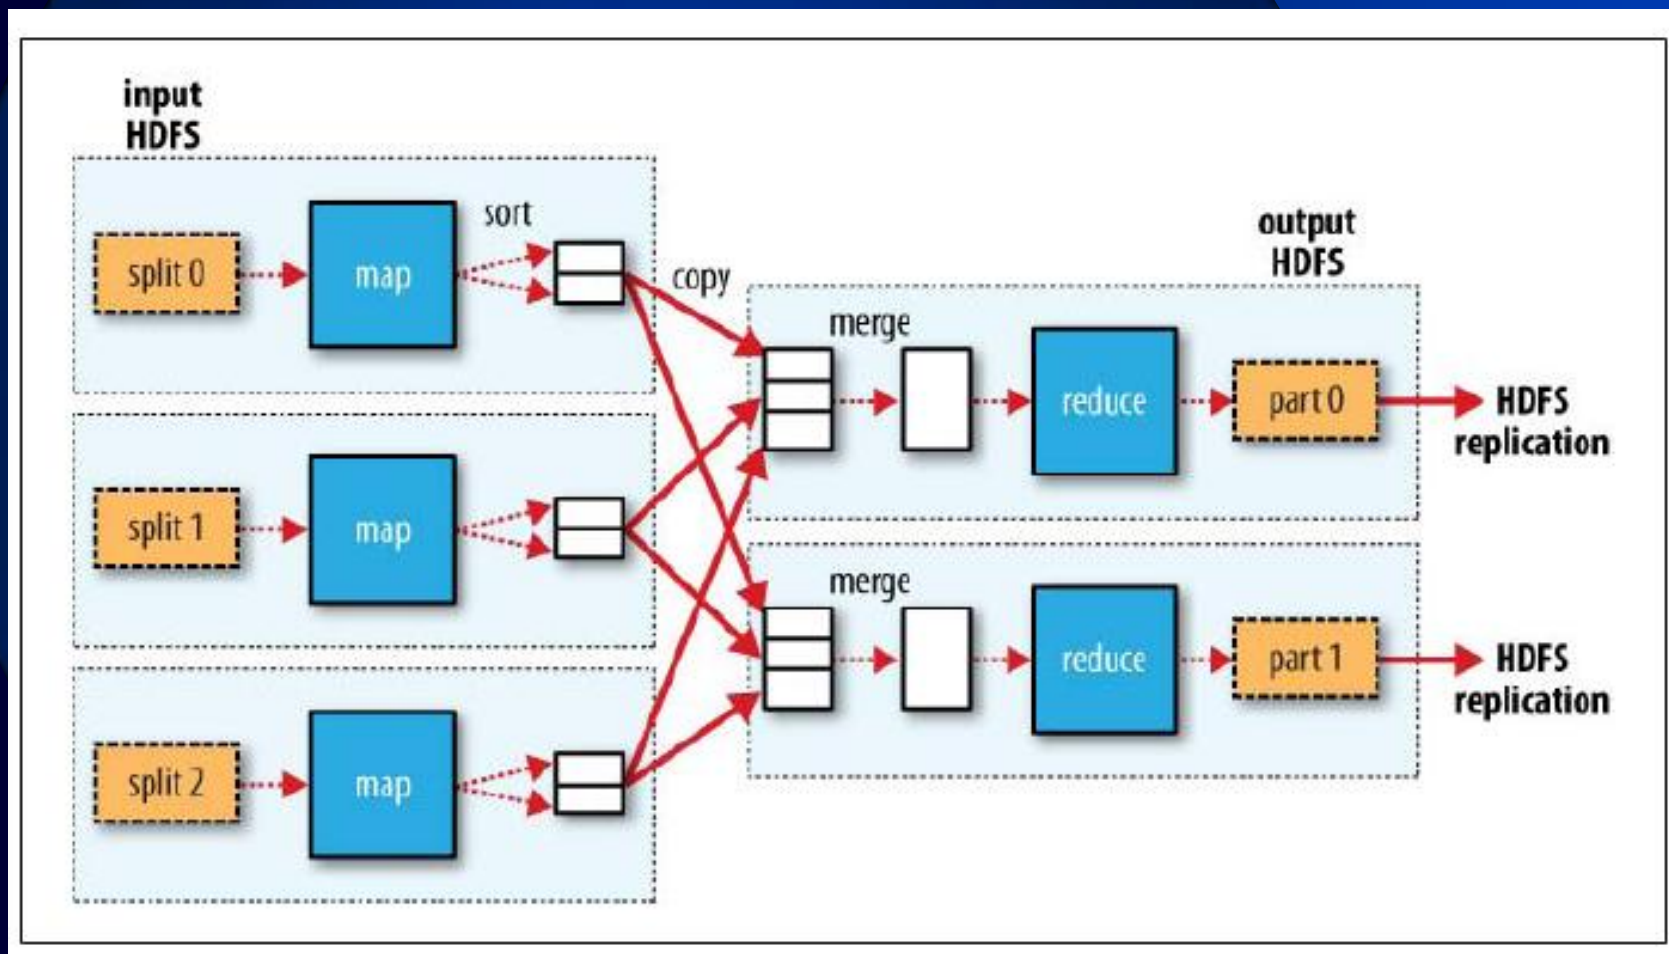 input
HDFS
split 0
map
sort
copy
split 1
map
split 2
map
output
HDFS
merge
reduce
part 0
HDFS
replication
merge
reduce
part 1
HDFS
replication